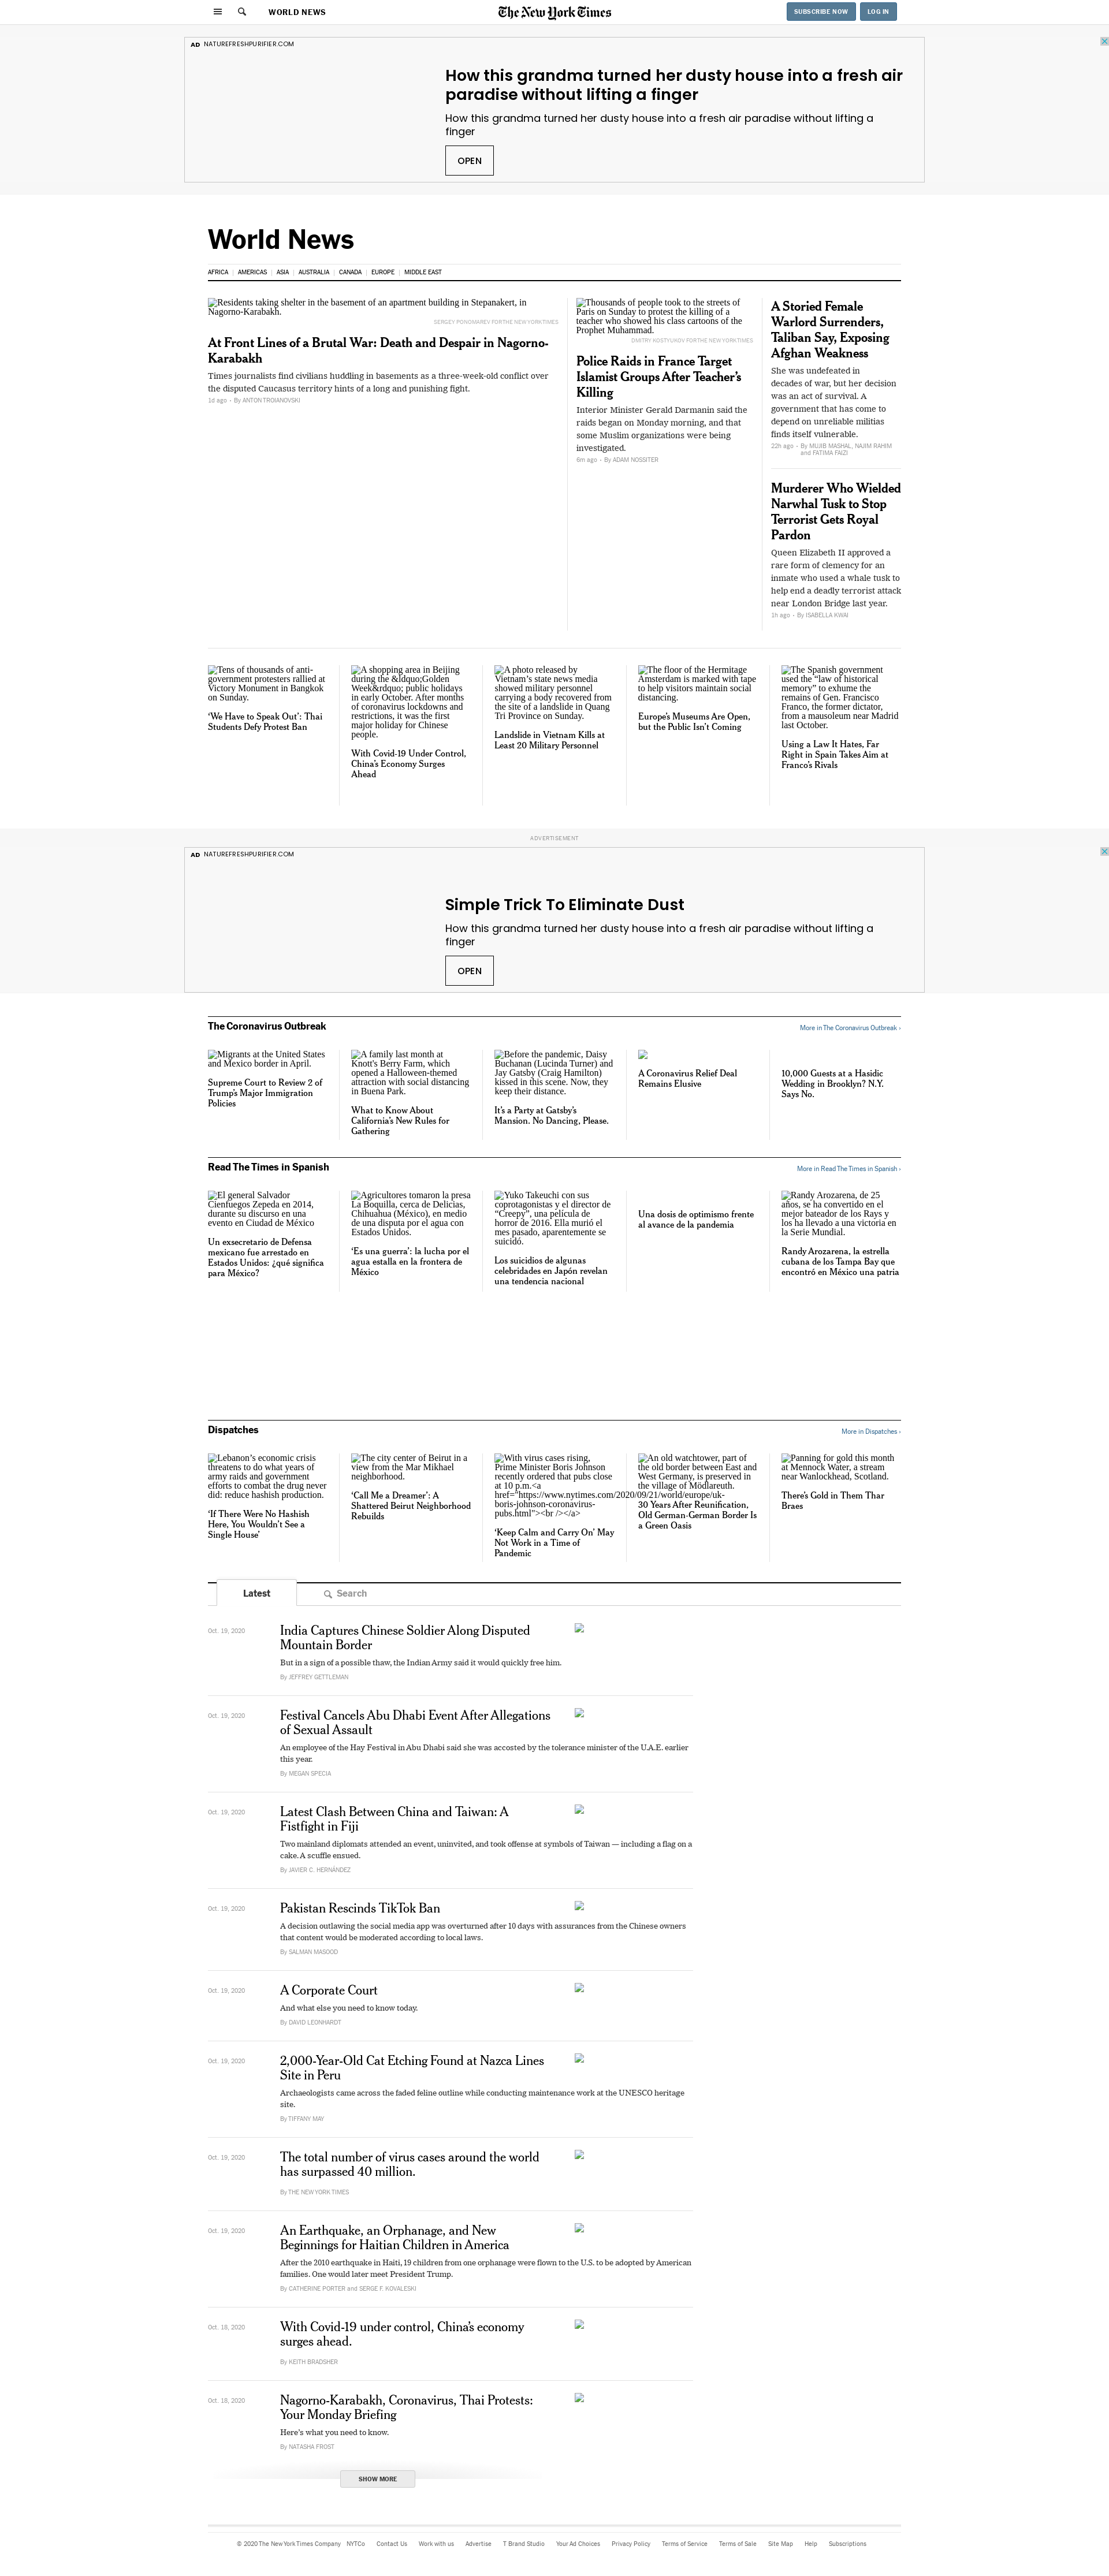 WORLD NEWS
The New York Times
SUBSCRIBE NOW
LOG IN
AD NATUREFRESHPURIFIER.COM
How this grandma turned her dusty house into a fresh air
paradise without lifting a finger
How this grandma turned her dusty house into a fresh air paradise without lifting a
finger
OPEN
World News
AFRICA
AMERICAS
ASIA
AUSTRALIA
CANADA
EUROPE
MIDDLE EAST
Residents taking shelter in the basement of an apartment building in Stepanakert, in
Nagorno-Karabakh.
SERGEY PONOMAREV FOR THE NEW YORK TIMES
At Front Lines of a Brutal War: Death and Despair in Nagorno-
Karabakh
Times journalists find civilians huddling in basements as a three-week-old conflict over
the disputed Caucasus territory hints of a long and punishing fight.
1d ago • By ANTON TROIANOVSKI
Thousands of people took to the streets of
Paris on Sunday to protest the killing of a
teacher who showed his class cartoons of the
Prophet Muhammad.
DMITRY KOSTYUKOV FOR THE NEW YORK TIMES
Police Raids in France Target
Islamist Groups After Teacher’s
Killing
Interior Minister Gerald Darmanin said the
raids began on Monday morning, and that
some Muslim organizations were being
investigated.
6m ago • By ADAM NOSSITER
A Storied Female
Warlord Surrenders,
Taliban Say, Exposing
Afghan Weakness
She was undefeated in
decades of war, but her decision
was an act of survival. A
government that has come to
depend on unreliable militias
finds itself vulnerable.
22h ago • By MUJIB MASHAL, NAJIM RAHIM
and FATIMA FAIZI
Murderer Who Wielded
Narwhal Tusk to Stop
Terrorist Gets Royal
Pardon
Queen Elizabeth II approved a
rare form of clemency for an
inmate who used a whale tusk to
help end a deadly terrorist attack
near London Bridge last year.
1h ago • By ISABELLA KWAI
Tens of thousands of anti-
government protesters rallied at
Victory Monument in Bangkok
on Sunday.
‘We Have to Speak Out’: Thai
Students Defy Protest Ban
A shopping area in Beijing
during the &ldquo;Golden
Week&rdquo; public holidays
in early October. After months
of coronavirus lockdowns and
restrictions, it was the first
major holiday for Chinese
people.
With Covid-19 Under Control,
China’s Economy Surges
Ahead
A photo released by
Vietnam’s state news media
showed military personnel
carrying a body recovered from
the site of a landslide in Quang
Tri Province on Sunday.
Landslide in Vietnam Kills at
Least 20 Military Personnel
The floor of the Hermitage
Amsterdam is marked with tape
to help visitors maintain social
distancing.
Europe’s Museums Are Open,
but the Public Isn’t Coming
The Spanish government
used the “law of historical
memory” to exhume the
remains of Gen. Francisco
Franco, the former dictator,
from a mausoleum near Madrid
last October.
Using a Law It Hates, Far
Right in Spain Takes Aim at
Franco’s Rivals
ADVERTISEMENT
AD NATUREFRESHPURIFIER.COM
Simple Trick To Eliminate Dust
How this grandma turned her dusty house into a fresh air paradise without lifting a
finger
OPEN
The Coronavirus Outbreak
More in The Coronavirus Outbreak ›
Migrants at the United States
and Mexico border in April.
Supreme Court to Review 2 of
Trump’s Major Immigration
Policies
A family last month at
Knott's Berry Farm, which
opened a Halloween-themed
attraction with social distancing
in Buena Park.
What to Know About
California’s New Rules for
Gathering
Before the pandemic, Daisy
Buchanan (Lucinda Turner) and
Jay Gatsby (Craig Hamilton)
kissed in this scene. Now, they
keep their distance.
It’s a Party at Gatsby’s
Mansion. No Dancing, Please.
A Coronavirus Relief Deal
Remains Elusive
10,000 Guests at a Hasidic
Wedding in Brooklyn? N.Y.
Says No.
Read The Times in Spanish
More in Read The Times in Spanish ›
El general Salvador
Cienfuegos Zepeda en 2014,
durante su discurso en una
evento en Ciudad de México
Un exsecretario de Defensa
mexicano fue arrestado en
Estados Unidos: ¿qué significa
para México?
Agricultores tomaron la presa
La Boquilla, cerca de Delicias,
Chihuahua (México), en medio
de una disputa por el agua con
Estados Unidos.
‘Es una guerra’: la lucha por el
agua estalla en la frontera de
México
Yuko Takeuchi con sus
coprotagonistas y el director de
“Creepy”, una película de
horror de 2016. Ella murió el
mes pasado, aparentemente se
suicidó.
Los suicidios de algunas
celebridades en Japón revelan
una tendencia nacional
Una dosis de optimismo frente
al avance de la pandemia
Randy Arozarena, de 25
años, se ha convertido en el
mejor bateador de los Rays y
los ha llevado a una victoria en
la Serie Mundial.
Randy Arozarena, la estrella
cubana de los Tampa Bay que
encontró en México una patria
Dispatches
More in Dispatches ›
Lebanon’s economic crisis
threatens to do what years of
army raids and government
efforts to combat the drug never
did: reduce hashish production.
‘If There Were No Hashish
Here, You Wouldn’t See a
Single House’
The city center of Beirut in a
view from the Mar Mikhael
neighborhood.
‘Call Me a Dreamer’: A
Shattered Beirut Neighborhood
Rebuilds
With virus cases rising,
Prime Minister Boris Johnson
recently ordered that pubs close
at 10 p.m.<a
href="https://www.nytimes.com/2020/09/21/world/europe/uk-
boris-johnson-coronavirus-
pubs.html"><br /></a>
‘Keep Calm and Carry On’ May
Not Work in a Time of
Pandemic
An old watchtower, part of
the old border between East and
West Germany, is preserved in
the village of Mödlareuth.
30 Years After Reunification,
Old German-German Border Is
a Green Oasis
Panning for gold this month
at Mennock Water, a stream
near Wanlockhead, Scotland.
There’s Gold in Them Thar
Braes
Latest
Search
Oct. 19, 2020
India Captures Chinese Soldier Along Disputed
Mountain Border
But in a sign of a possible thaw, the Indian Army said it would quickly free him.
By JEFFREY GETTLEMAN
Oct. 19, 2020
Festival Cancels Abu Dhabi Event After Allegations
of Sexual Assault
An employee of the Hay Festival in Abu Dhabi said she was accosted by the tolerance minister of the U.A.E. earlier
this year.
By MEGAN SPECIA
Oct. 19, 2020
Latest Clash Between China and Taiwan: A
Fistfight in Fiji
Two mainland diplomats attended an event, uninvited, and took offense at symbols of Taiwan — including a flag on a
cake. A scuffle ensued.
By JAVIER C. HERNÁNDEZ
Oct. 19, 2020
Pakistan Rescinds TikTok Ban
A decision outlawing the social media app was overturned after 10 days with assurances from the Chinese owners
that content would be moderated according to local laws.
By SALMAN MASOOD
Oct. 19, 2020
A Corporate Court
And what else you need to know today.
By DAVID LEONHARDT
Oct. 19, 2020
2,000-Year-Old Cat Etching Found at Nazca Lines
Site in Peru
Archaeologists came across the faded feline outline while conducting maintenance work at the UNESCO heritage
site.
By TIFFANY MAY
Oct. 19, 2020
The total number of virus cases around the world
has surpassed 40 million.
By THE NEW YORK TIMES
Oct. 19, 2020
An Earthquake, an Orphanage, and New
Beginnings for Haitian Children in America
After the 2010 earthquake in Haiti, 19 children from one orphanage were flown to the U.S. to be adopted by American
families. One would later meet President Trump.
By CATHERINE PORTER and SERGE F. KOVALESKI
Oct. 18, 2020
With Covid-19 under control, China’s economy
surges ahead.
By KEITH BRADSHER
Oct. 18, 2020
Nagorno-Karabakh, Coronavirus, Thai Protests:
Your Monday Briefing
Here’s what you need to know.
By NATASHA FROST
SHOW MORE
© 2020 The New York Times Company
NYTCo
Contact Us
Work with us
Advertise
T Brand Studio
Your Ad Choices
Privacy Policy
Terms of Service
Terms of Sale
Site Map
Help
Subscriptions